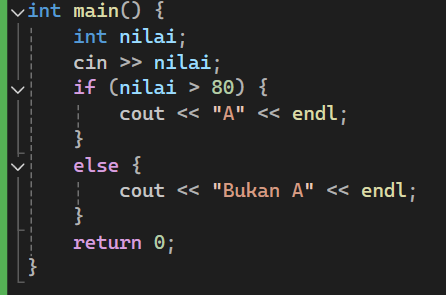 int main() {
    int nilai;
    cin >> nilai;
    if (nilai > 80) {
        cout << "A" << endl;
    }
    else {
        cout << "Bukan A" << endl;
    }
    return 0;
}